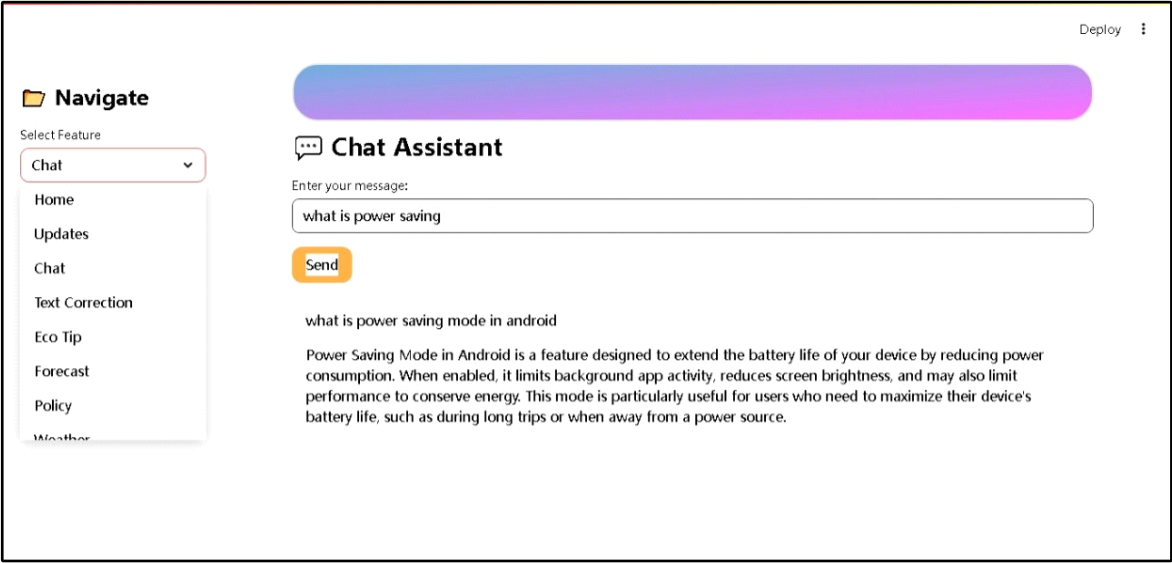 Deploy
Navigate
Select Feature
Chat
Home
Updates
Chat
Text Correction
Eco Tip
Forecast
Policy
Weather
Chat Assistant
Enter your message:
what is power saving
Send
what is power saving mode in android
Power Saving Mode in Android is a feature designed to extend the battery life of your device by reducing power
consumption. When enabled, it limits background app activity, reduces screen brightness, and may also limit
performance to conserve energy. This mode is particularly useful for users who need to maximize their device's
battery life, such as during long trips or when away from a power source.